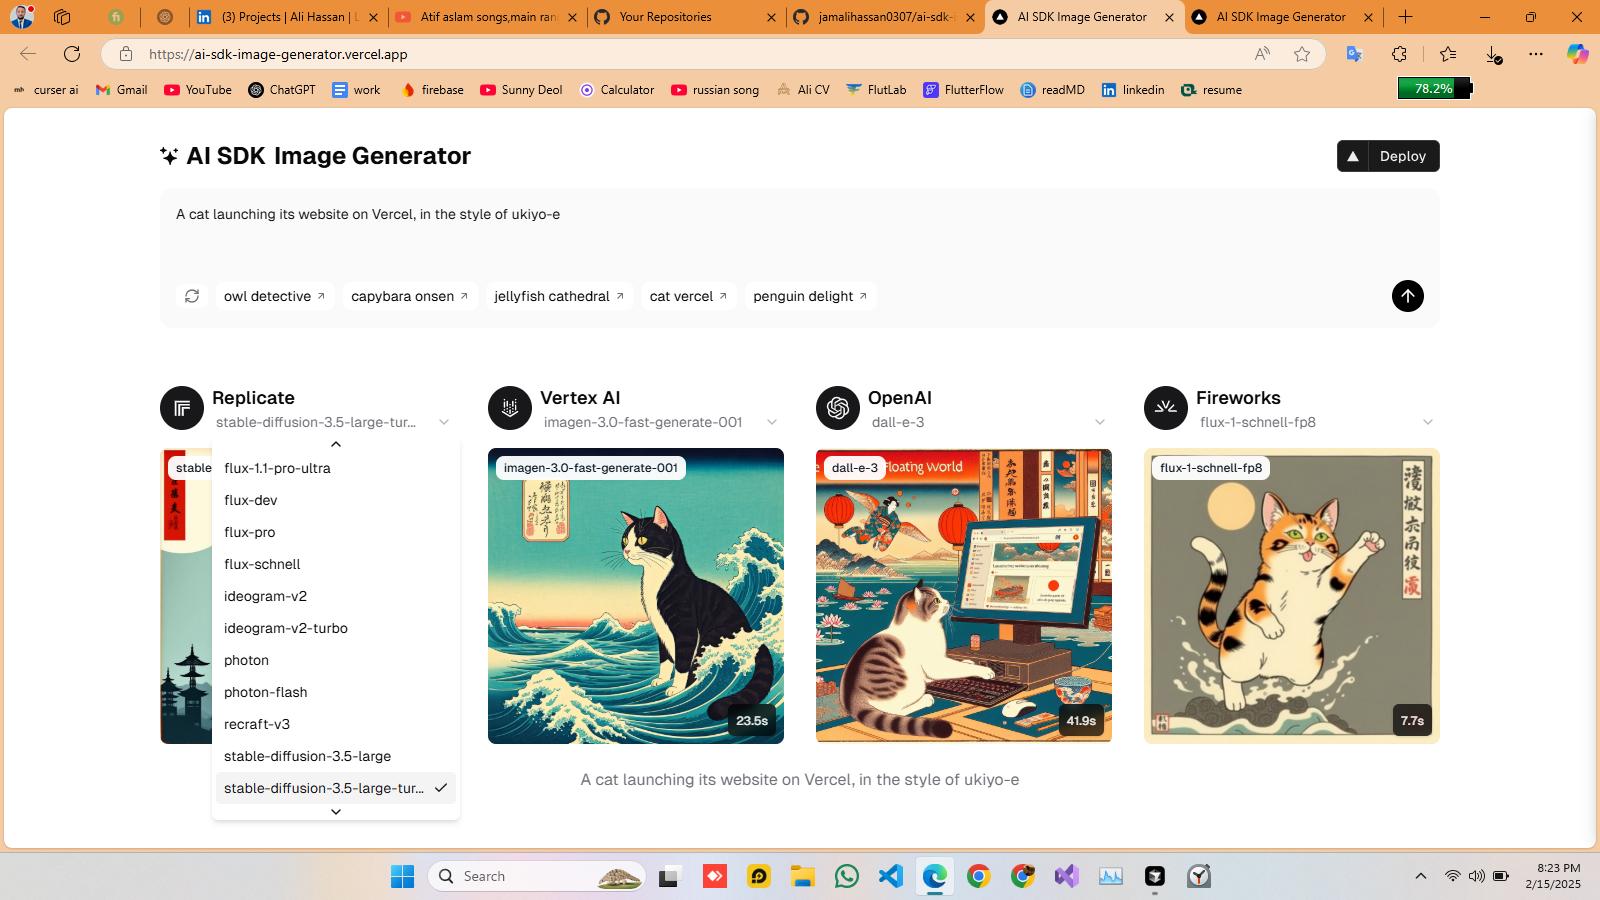 (3) Projects | Ali Hassan | L
Atif aslam songs,main ran
Your Repositories
jamalihassan0307/ai-sdk-i
AI SDK Image Generator
AI SDK Image Generator
https://ai-sdk-image-generator.vercel.app
curser ai
Gmail
YouTube
ChatGPT
work
firebase
Sunny Deol
Calculator
russian song
Ali CV
FlutLab
FlutterFlow
readMD
linkedin
resume
78.2%
AI SDK Image Generator
Deploy
A cat launching its website on Vercel, in the style of ukiyo-e
owl detective
capybara onsen
jellyfish cathedral
cat vercel
penguin delight
Replicate
stable-diffusion-3.5-large-tur...
Vertex AI
imagen-3.0-fast-generate-001
OpenAI
dall-e-3
Fireworks
flux-1-schnell-fp8
stable
flux-1.1-pro-ultra
flux-dev
flux-pro
flux-schnell
ideogram-v2
ideogram-v2-turbo
photon
photon-flash
recraft-v3
stable-diffusion-3.5-large
stable-diffusion-3.5-large-tur...
imagen-3.0-fast-generate-001
23.5s
dall-e-3
Floating World
41.9s
flux-1-schnell-fp8
7.7s
A cat launching its website on Vercel, in the style of ukiyo-e
Search
8:23 PM
2/15/2025